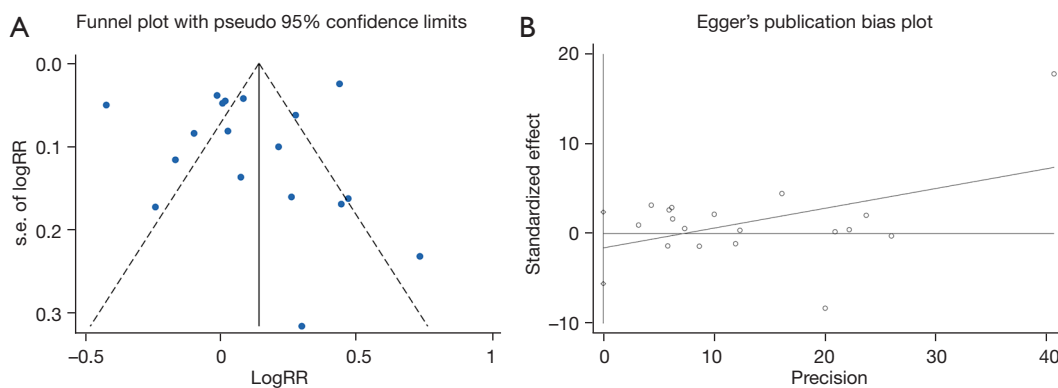 A
Funnel plot with pseudo 95% confidence limits
s.e. of logRR
0.0
0.1
0.2
0.3
−0.5
0
0.5
1
LogRR
B
Egger’s publication bias plot
Standardized effect
20
10
0
−10
0
10
20
30
40
Precision